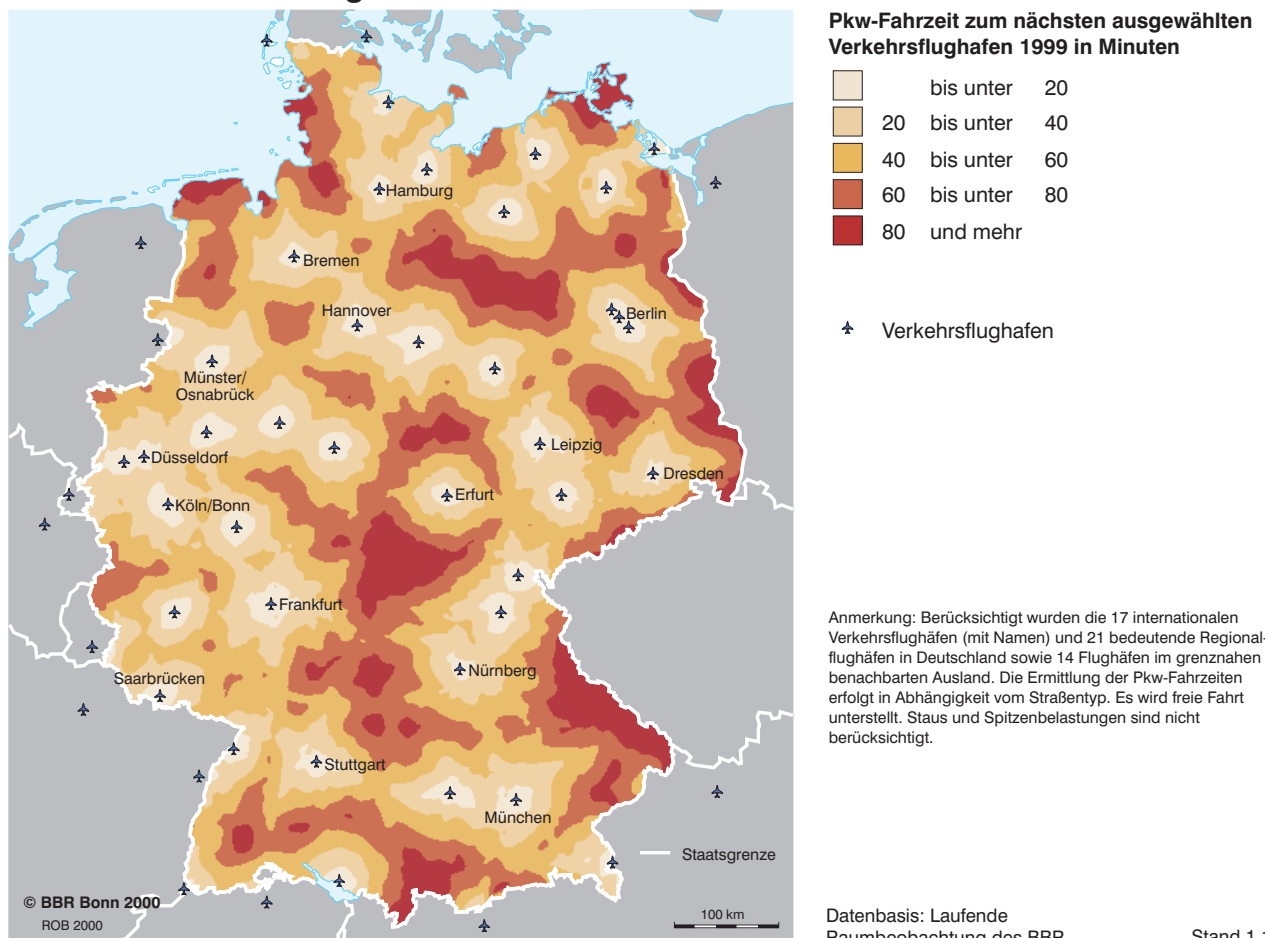 Pkw-Fahrzeit zum nächsten ausgewählten
Verkehrsflughafen 1999 in Minuten
bis unter 20
20 bis unter 40
40 bis unter 60
60 bis unter 80
80 und mehr
Verkehrsflughafen
Hamburg
Bremen
Hannover
Berlin
Münster/
Osnabrück
Düsseldorf
Leipzig
Dresden
Köln/Bonn
Erfurt
Frankfurt
Saarbrücken
Nürnberg
Stuttgart
München
Staatsgrenze
100 km
© BBR Bonn 2000
ROB 2000
Anmerkung: Berücksichtigt wurden die 17 internationalen
Verkehrsflughäfen (mit Namen) und 21 bedeutende Regional-
flughäfen in Deutschland sowie 14 Flughäfen im grenznahen
benachbarten Ausland. Die Ermittlung der Pkw-Fahrzeiten
erfolgt in Abhängigkeit vom Straßentyp. Es wird freie Fahrt
unterstellt. Staus und Spitzenbelastungen sind nicht
berücksichtigt.
Datenbasis: Laufende
Raumbeobachtung des BBR
Stand 1.